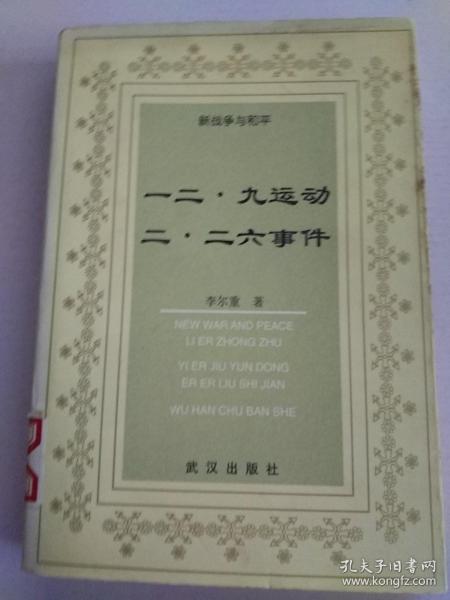 新战争与和平
一二·九运动
二·二六事件
李尔重 著
NEW WAR AND PEACE
LI ER ZHONG ZHU
YI ER JIU YUN DONG
ER ER LIU SHI JIAN
WU HAN CHU BAN SHE
武汉出版社
孔夫子旧书网
www.kongfz.com